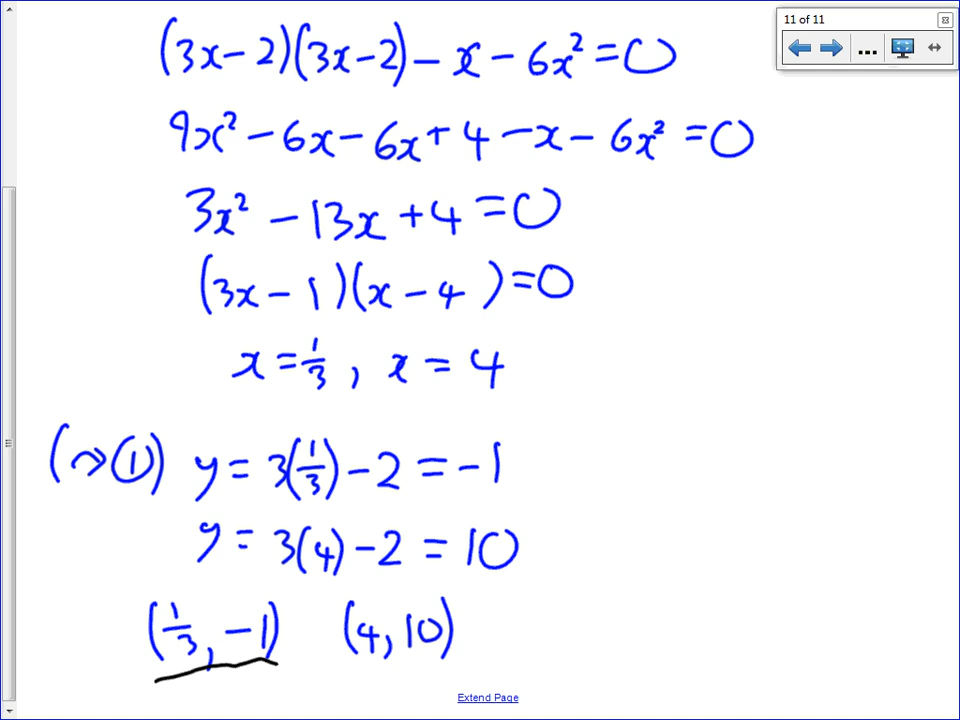 11 of 11
(3x-2)(3x-2)-x-6x²=0
9x²-6x-6x+4-x-6x²=0
3x²-13x+4=0
(3x-1)(x-4)=0
x=⅓, x=4
(→①) y=3(⅓)-2=-1
y=3(4)-2=10
(⅓,-1) (4,10)
Extend Page